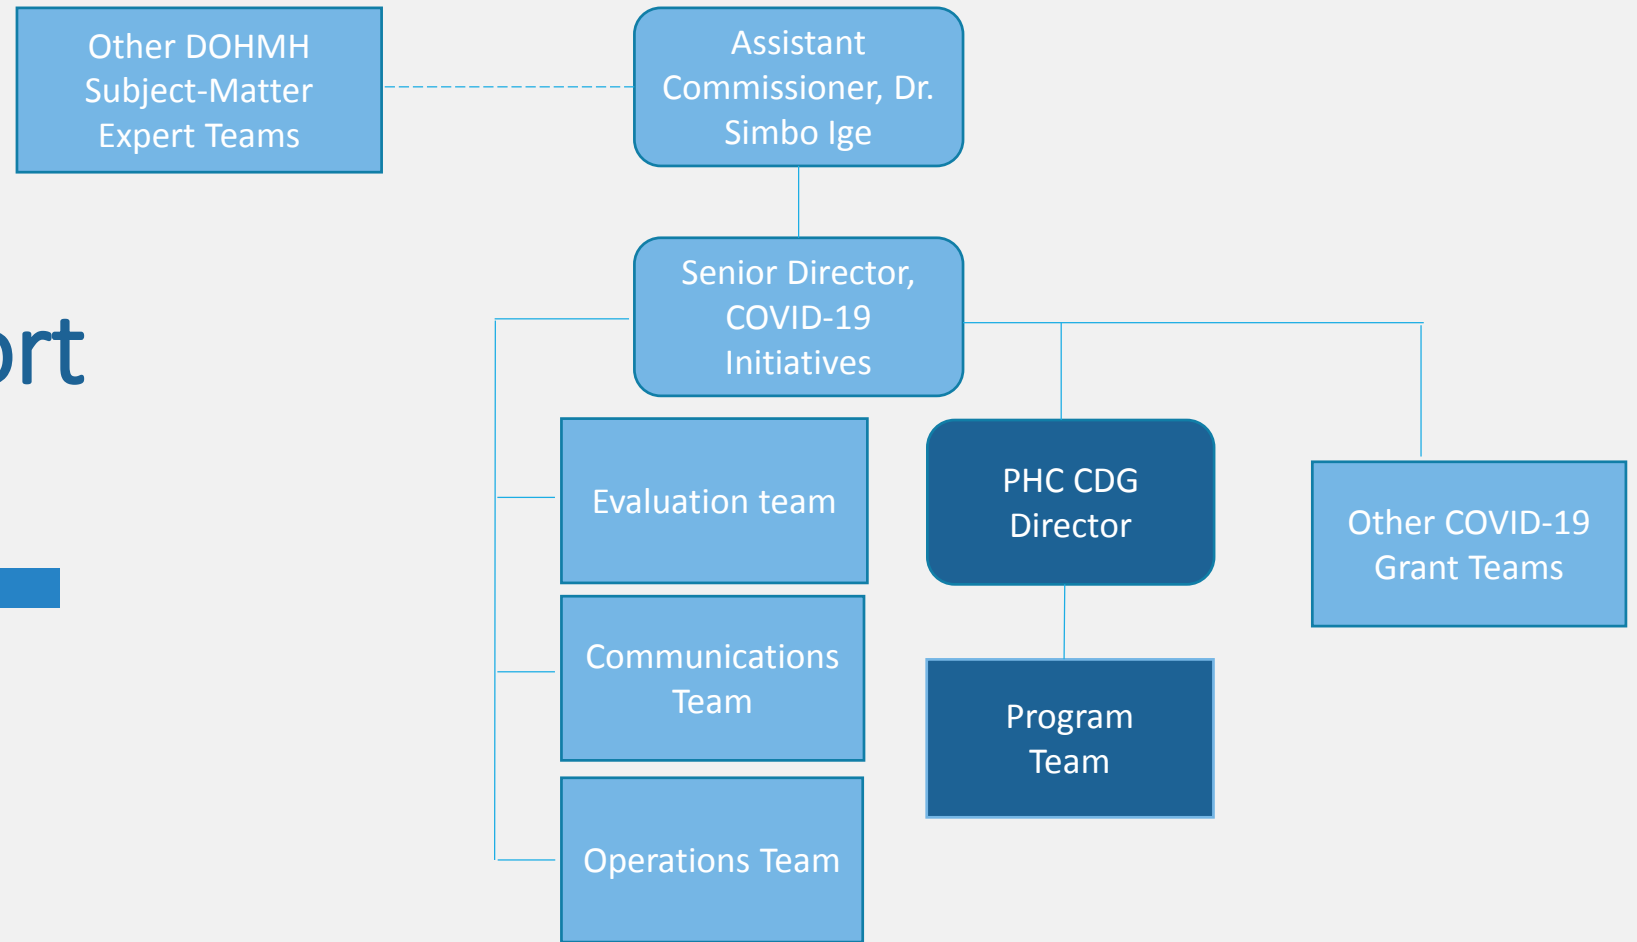 Other DOHMH
Subject-Matter
Expert Teams
Assistant
Commissioner, Dr.
Simbo Ige
Senior Director,
COVID-19
Initiatives
ort
Evaluation team
PHC CDG
Director
Other COVID-19
Grant Teams
Communications
Team
Program
Team
Operations Team